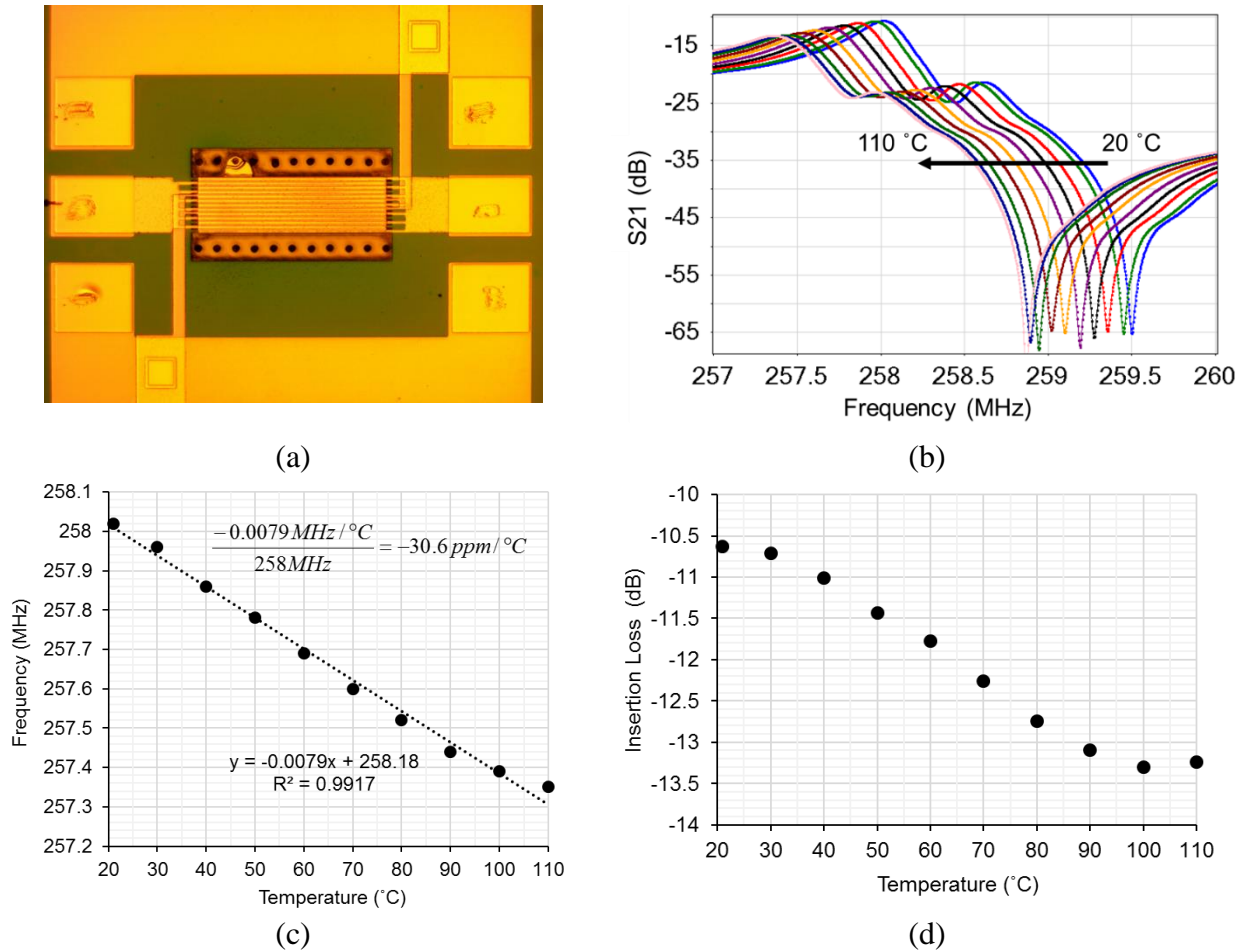 -15
-25
-35
-45
-55
-65
S21 (dB)
110 ˚C
20 ˚C
257
257.5
258
258.5
259
259.5
260
Frequency (MHz)
(a)
(b)
258.1
258
257.9
257.8
257.7
257.6
257.5
257.4
257.3
257.2
Frequency (MHz)
-0.0079 MHz / °C
258MHz
= -30.6 ppm/ °C
y = -0.0079x + 258.18
R² = 0.9917
20 30 40 50 60 70 80 90 100 110
Temperature (˚C)
(c)
-10
-10.5
-11
-11.5
-12
-12.5
-13
-13.5
-14
Insertion Loss (dB)
20 30 40 50 60 70 80 90 100 110
Temperature (˚C)
(d)